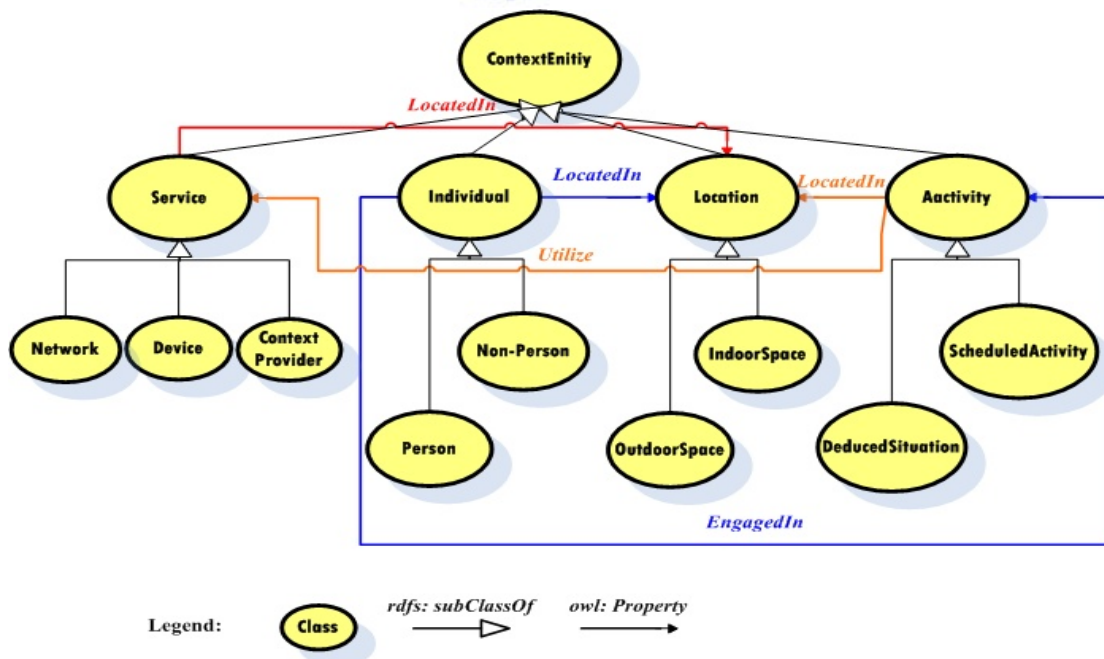 ContextEnitiy
LocatedIn
Service
Individual
LocatedIn
Location
LocatedIn
Aactivity
Utilize
Network
Device
Context
Provider
Non-Person
IndoorSpace
ScheduledActivity
Person
OutdoorSpace
DeducedSituation
EngagedIn
Legend:
Class
rdfs: subClassOf
owl: Property